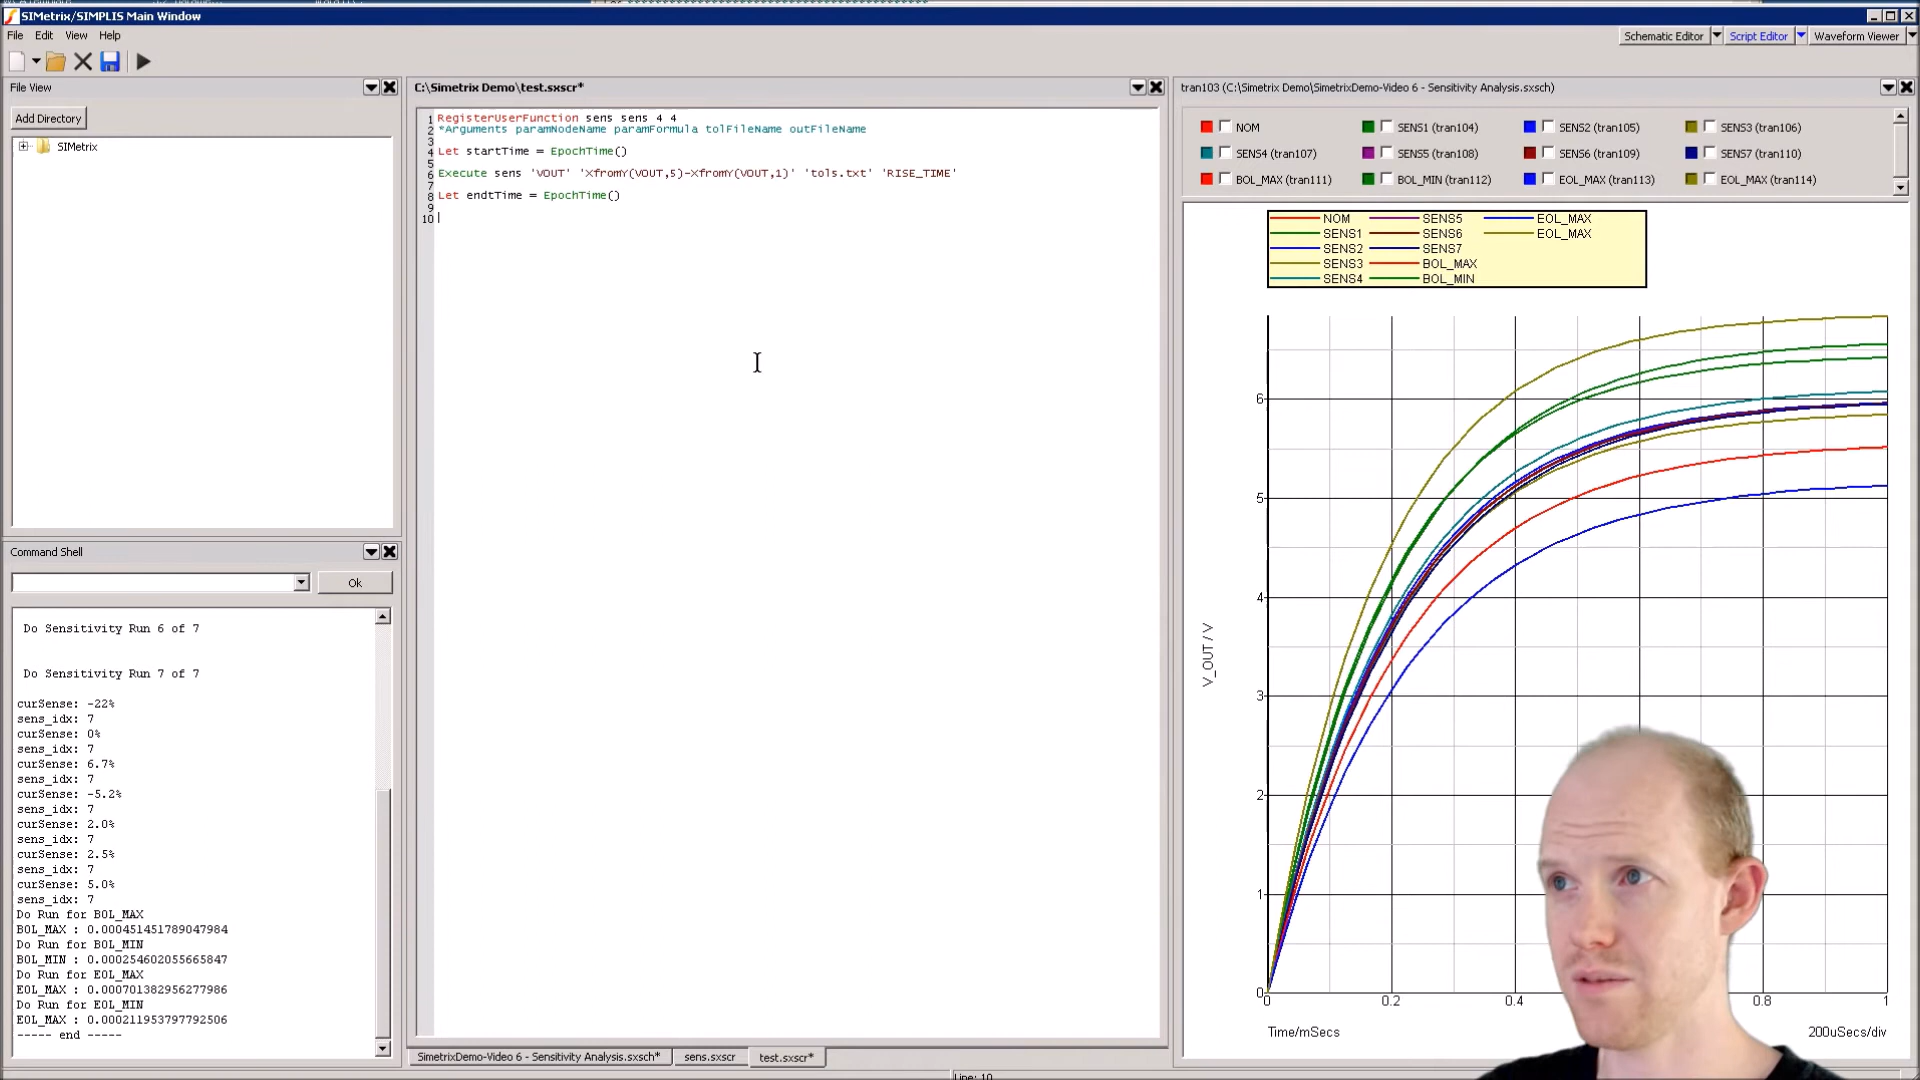 SIMetrix/SIMPLIS Main Window
File Edit View Help
Schematic Editor Script Editor Waveform Viewer
File View
Add Directory
SIMetrix
Command Shell
Ok
Do Sensitivity Run 6 of 7
Do Sensitivity Run 7 of 7
curSense: -22%
sens_idx: 7
curSense: 0%
sens_idx: 7
curSense: 6.7%
sens_idx: 7
curSense: -5.2%
sens_idx: 7
curSense: 2.0%
sens_idx: 7
curSense: 2.5%
sens_idx: 7
curSense: 5.0%
sens_idx: 7
Do Run for BOL_MAX
BOL_MAX : 0.000451451789047984
Do Run for BOL_MIN
BOL_MIN : 0.000254602055665847
Do Run for EOL_MAX
EOL_MAX : 0.000701382956277986
Do Run for EOL_MIN
EOL_MAX : 0.000211953797792506
----- end -----
C:\Simetrix Demo\test.sxscr*
1 RegisterUserFunction sens sens 4 4
2 *Arguments paramNodeName paramFormula tolFileName outFileName
3
4 Let startTime = EpochTime()
5
6 Execute sens 'VOUT' 'XfromY(VOUT,5)-XfromY(VOUT,1)' 'tols.txt' 'RISE_TIME'
7
8 Let endtTime = EpochTime()
9
10
SimetrixDemo-Video 6 - Sensitivity Analysis.sxsch* sens.sxscr test.sxscr*
Line: 10
tran103 (C:\Simetrix Demo\SimetrixDemo-Video 6 - Sensitivity Analysis.sxsch)
NOM SENS1 (tran104) SENS2 (tran105) SENS3 (tran106)
SENS4 (tran107) SENS5 (tran108) SENS6 (tran109) SENS7 (tran110)
BOL_MAX (tran111) BOL_MIN (tran112) EOL_MAX (tran113) EOL_MAX (tran114)
NOM SENS5 EOL_MAX
SENS1 SENS6 EOL_MAX
SENS2 SENS7
SENS3 BOL_MAX
SENS4 BOL_MIN
6
5
4
3
2
1
0
V_OUT / V
0 0.2 0.4 0.8 1
Time/mSecs 200uSecs/div